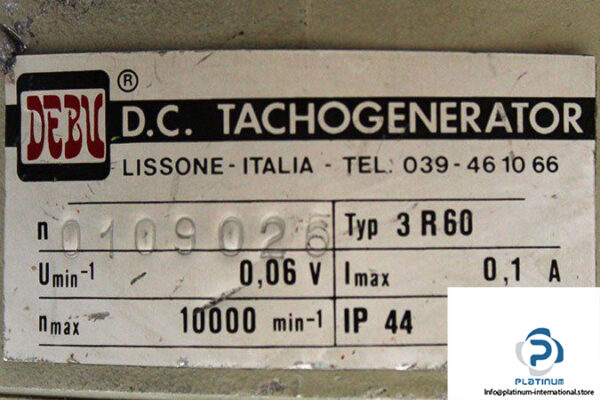 DEBU ® D.C. TACHOGENERATOR
LISSONE - ITALIA - TEL: 039 - 46 10 66
n 0109026 Typ 3 R 60
Umin-1 0,06 V Imax 0,1 A
nmax 10000 min-1 IP 44
PLATINUM
Info@platinum-international.store